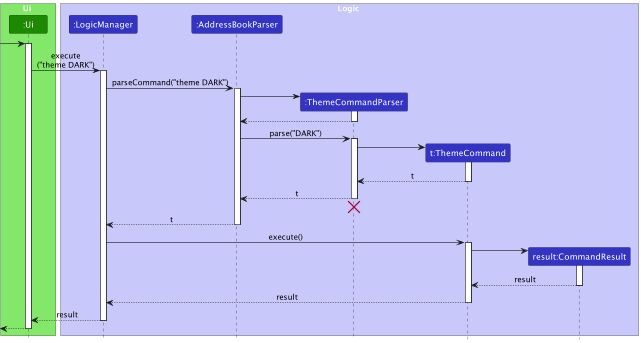 Ui
Logic
:Ui
:LogicManager
:AddressBookParser
execute
("theme DARK")
parseCommand("theme DARK")
:ThemeCommandParser
parse("DARK")
t:ThemeCommand
t
t
t
execute()
result:CommandResult
result
result
result